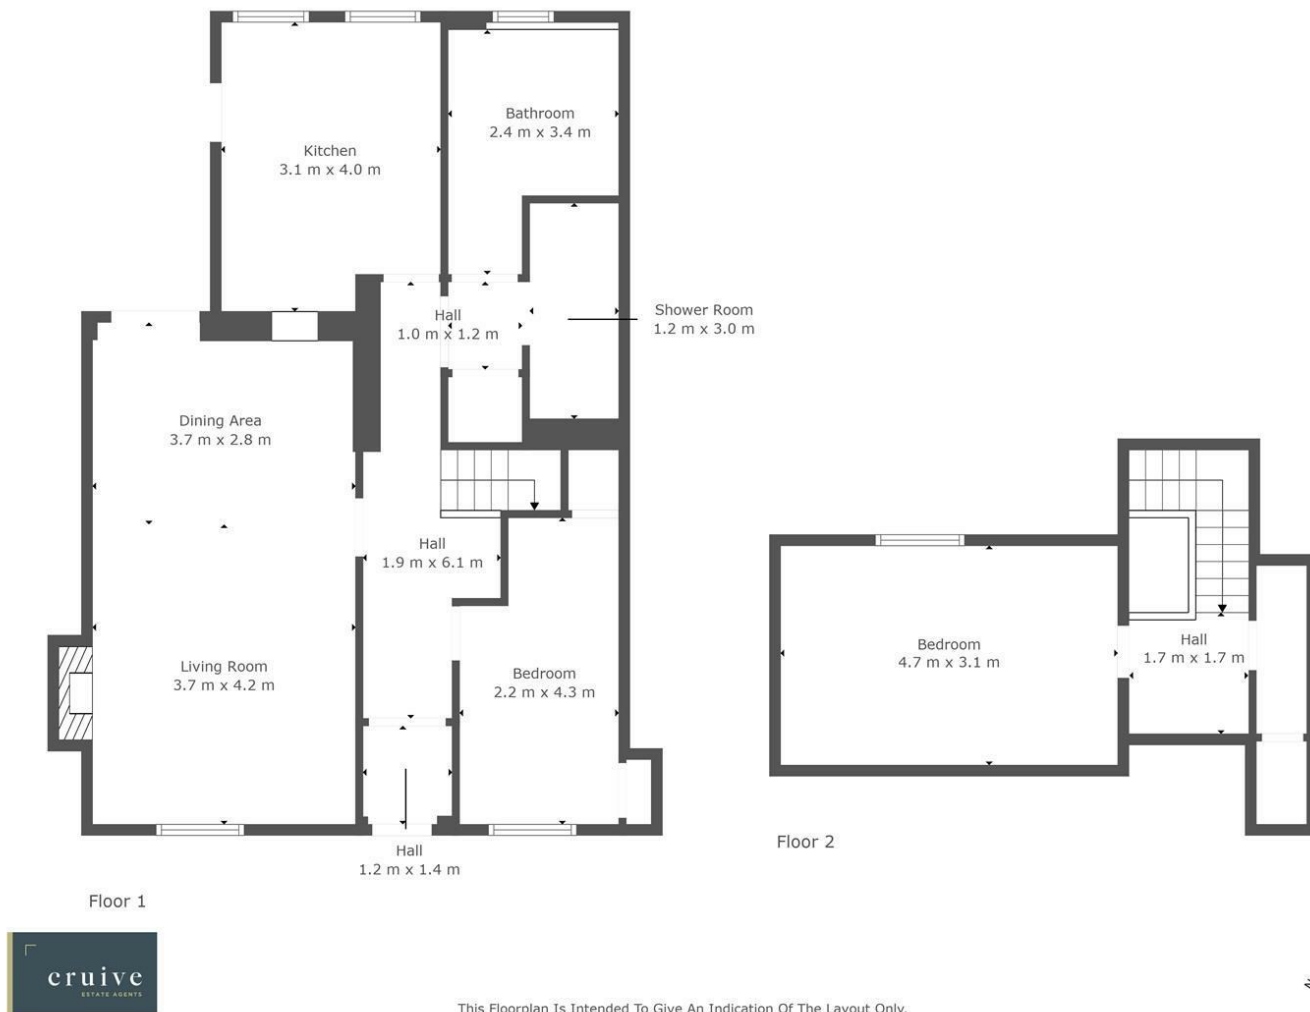 Kitchen
3.1 m x 4.0 m
Bathroom
2.4 m x 3.4 m
Hall
1.0 m x 1.2 m
Shower Room
1.2 m x 3.0 m
Dining Area
3.7 m x 2.8 m
Hall
1.9 m x 6.1 m
Living Room
3.7 m x 4.2 m
Bedroom
2.2 m x 4.3 m
Hall
1.2 m x 1.4 m
Floor 1
Bedroom
4.7 m x 3.1 m
Hall
1.7 m x 1.7 m
Floor 2
cruive
ESTATE AGENTS
This Floorplan Is Intended To Give An Indication Of The Layout Only.